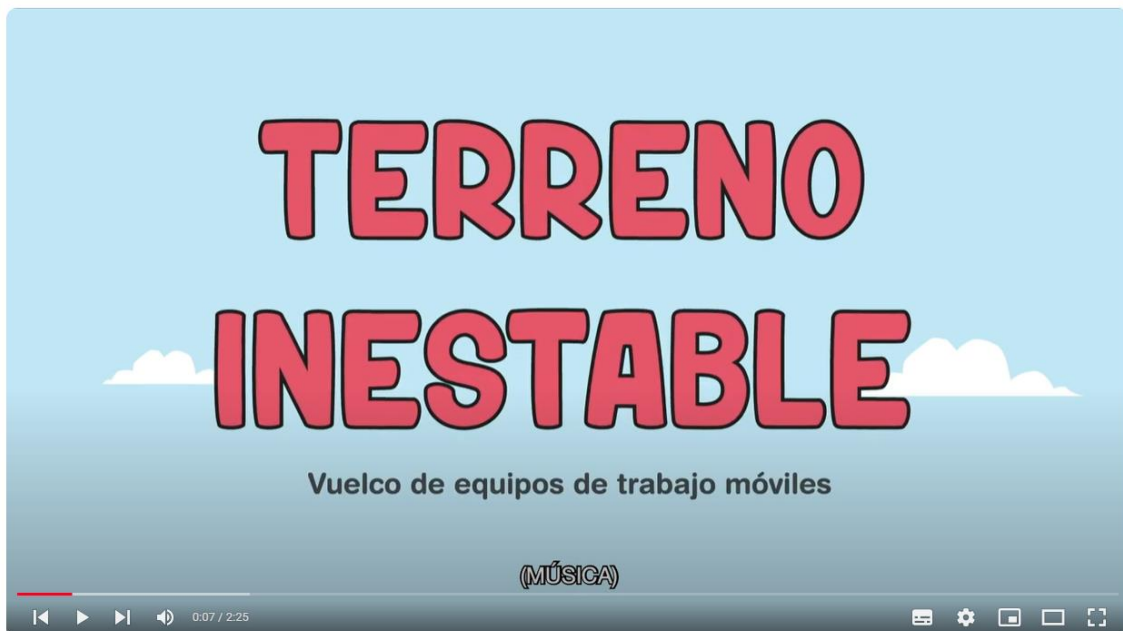 TERRENO
INESTABLE
Vuelco de equipos de trabajo móviles
(MÚSICA)
0:07 / 2:25